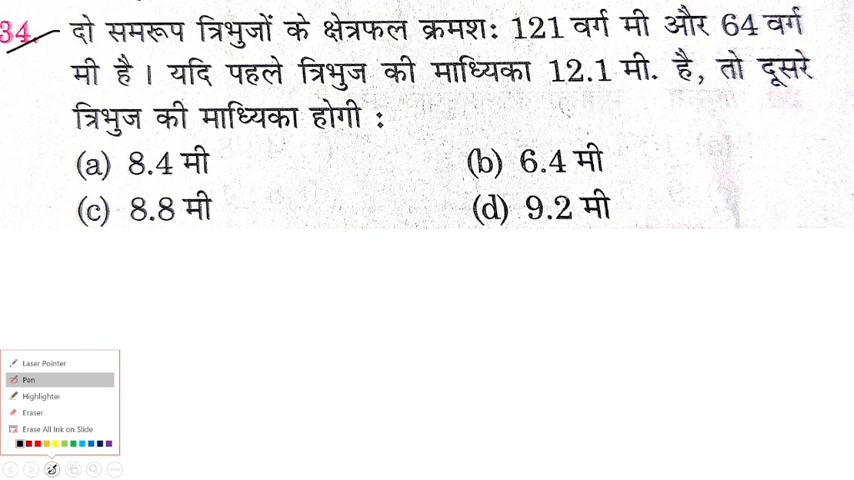 34. दो समरूप त्रिभुजों के क्षेत्रफल क्रमश: 121 वर्ग मी और 64 वर्ग
मी है। यदि पहले त्रिभुज की माध्यिका 12.1 मी. है, तो दूसरे
त्रिभुज की माध्यिका होगी :
(a) 8.4 मी (b) 6.4 मी
(c) 8.8 मी (d) 9.2 मी
Laser Pointer
Pen
Highlighter
Eraser
Erase All Ink on Slide